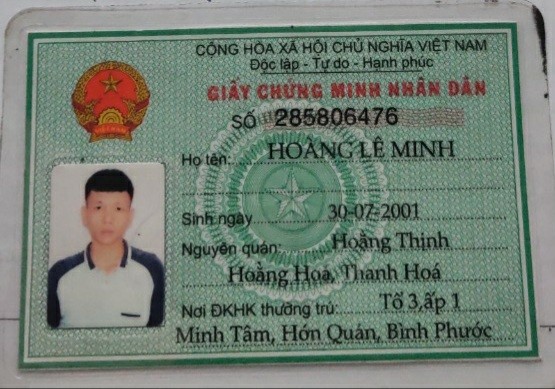 CỘNG HÒA XÃ HỘI CHỦ NGHĨA VIỆT NAM
Độc lập - Tự do - Hạnh phúc
GIẤY CHỨNG MINH NHÂN DÂN
SỐ 285806476
Họ tên: HOÀNG LÊ MINH
Sinh ngày 30-07-2001
Nguyên quán: Hoằng Thịnh
Hoằng Hoá, Thanh Hoá
Nơi ĐKHK thường trú: Tổ 3,ấp 1
Minh Tâm, Hớn Quản, Bình Phước
VIỆT NAM